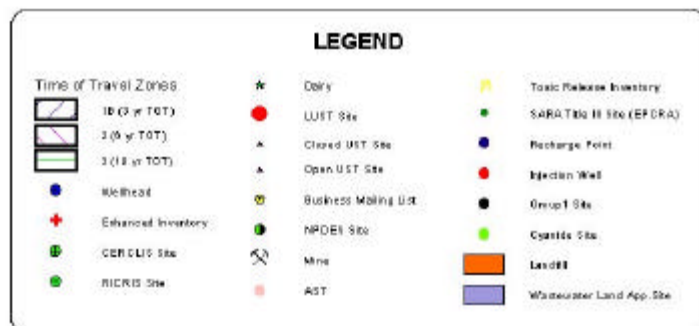 LEGEND
Time of Travel Zones
1B (3 yr TOT)
2 (6 yr TOT)
3 (10 yr TOT)
Wellhead
Enhanced Inventory
CERCLIS Site
RICRIS Site
Dairy
LUST Site
Closed UST Site
Open UST Site
Business Mailing List
NPDES Site
Mine
AST
Toxic Release Inventory
SARA Title III Site (EPCRA)
Recharge Point
Injection Well
Group1 Site
Cyanide Site
Landfill
Wastewater Land App. Site